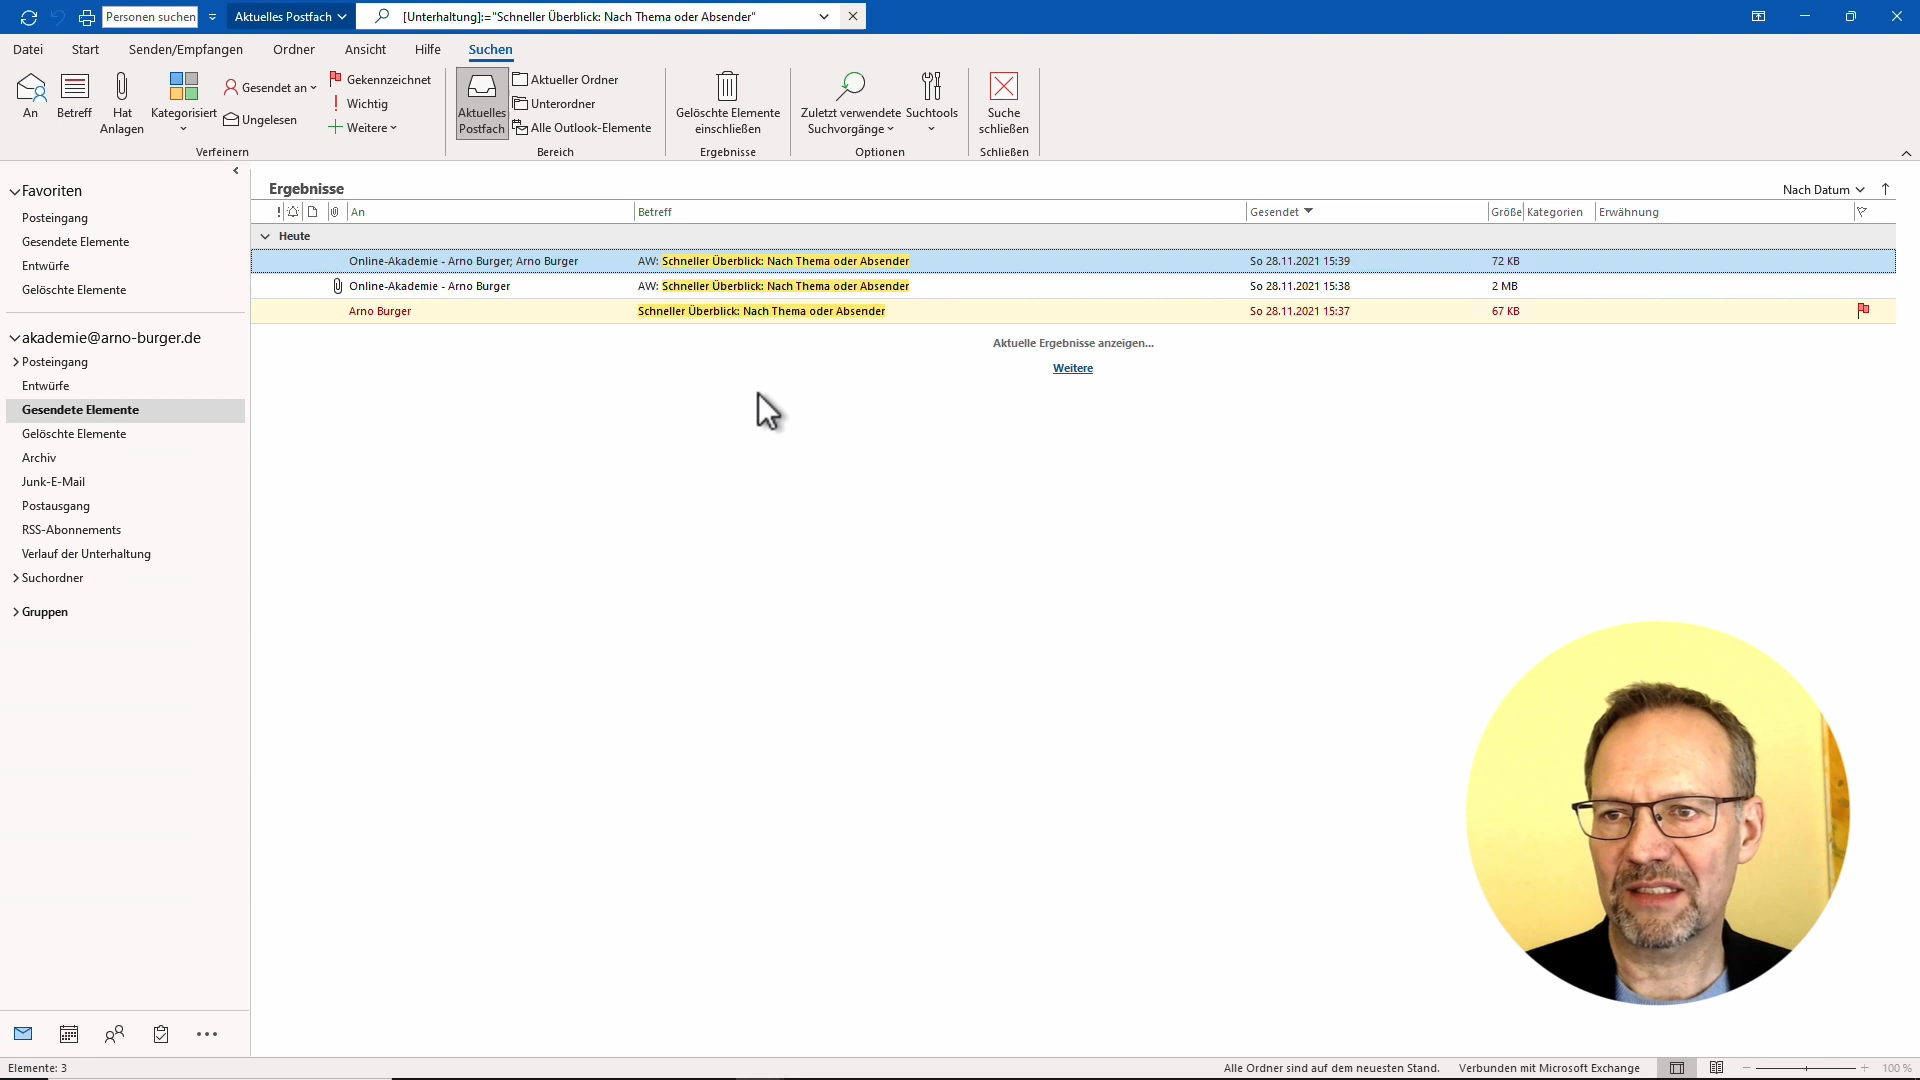 Personen suchen
Aktuelles Postfach
[Unterhaltung]:="Schneller Überblick: Nach Thema oder Absender"
Datei
Start
Senden/Empfangen
Ordner
Ansicht
Hilfe
Suchen
An
Betreff
Hat
Anlagen
Kategorisiert
Gesendet an
Ungelesen
Gekennzeichnet
Wichtig
Weitere
Verfeinern
Aktuelles
Postfach
Aktueller Ordner
Unterordner
Alle Outlook-Elemente
Bereich
Gelöschte Elemente
einschließen
Ergebnisse
Zuletzt verwendete
Suchvorgänge
Suchtools
Optionen
Suche
schließen
Schließen
Favoriten
Posteingang
Gesendete Elemente
Entwürfe
Gelöschte Elemente
akademie@arno-burger.de
Posteingang
Entwürfe
Gesendete Elemente
Gelöschte Elemente
Archiv
Junk-E-Mail
Postausgang
RSS-Abonnements
Verlauf der Unterhaltung
Suchordner
Gruppen
Ergebnisse
Nach Datum
! An Betreff Gesendet Größe Kategorien Erwähnung
Heute
Online-Akademie - Arno Burger; Arno Burger AW: Schneller Überblick: Nach Thema oder Absender So 28.11.2021 15:39 72 KB
Online-Akademie - Arno Burger AW: Schneller Überblick: Nach Thema oder Absender So 28.11.2021 15:38 2 MB
Arno Burger Schneller Überblick: Nach Thema oder Absender So 28.11.2021 15:37 67 KB
Aktuelle Ergebnisse anzeigen...
Weitere
Elemente: 3
Alle Ordner sind auf dem neuesten Stand.
Verbunden mit Microsoft Exchange
100 %